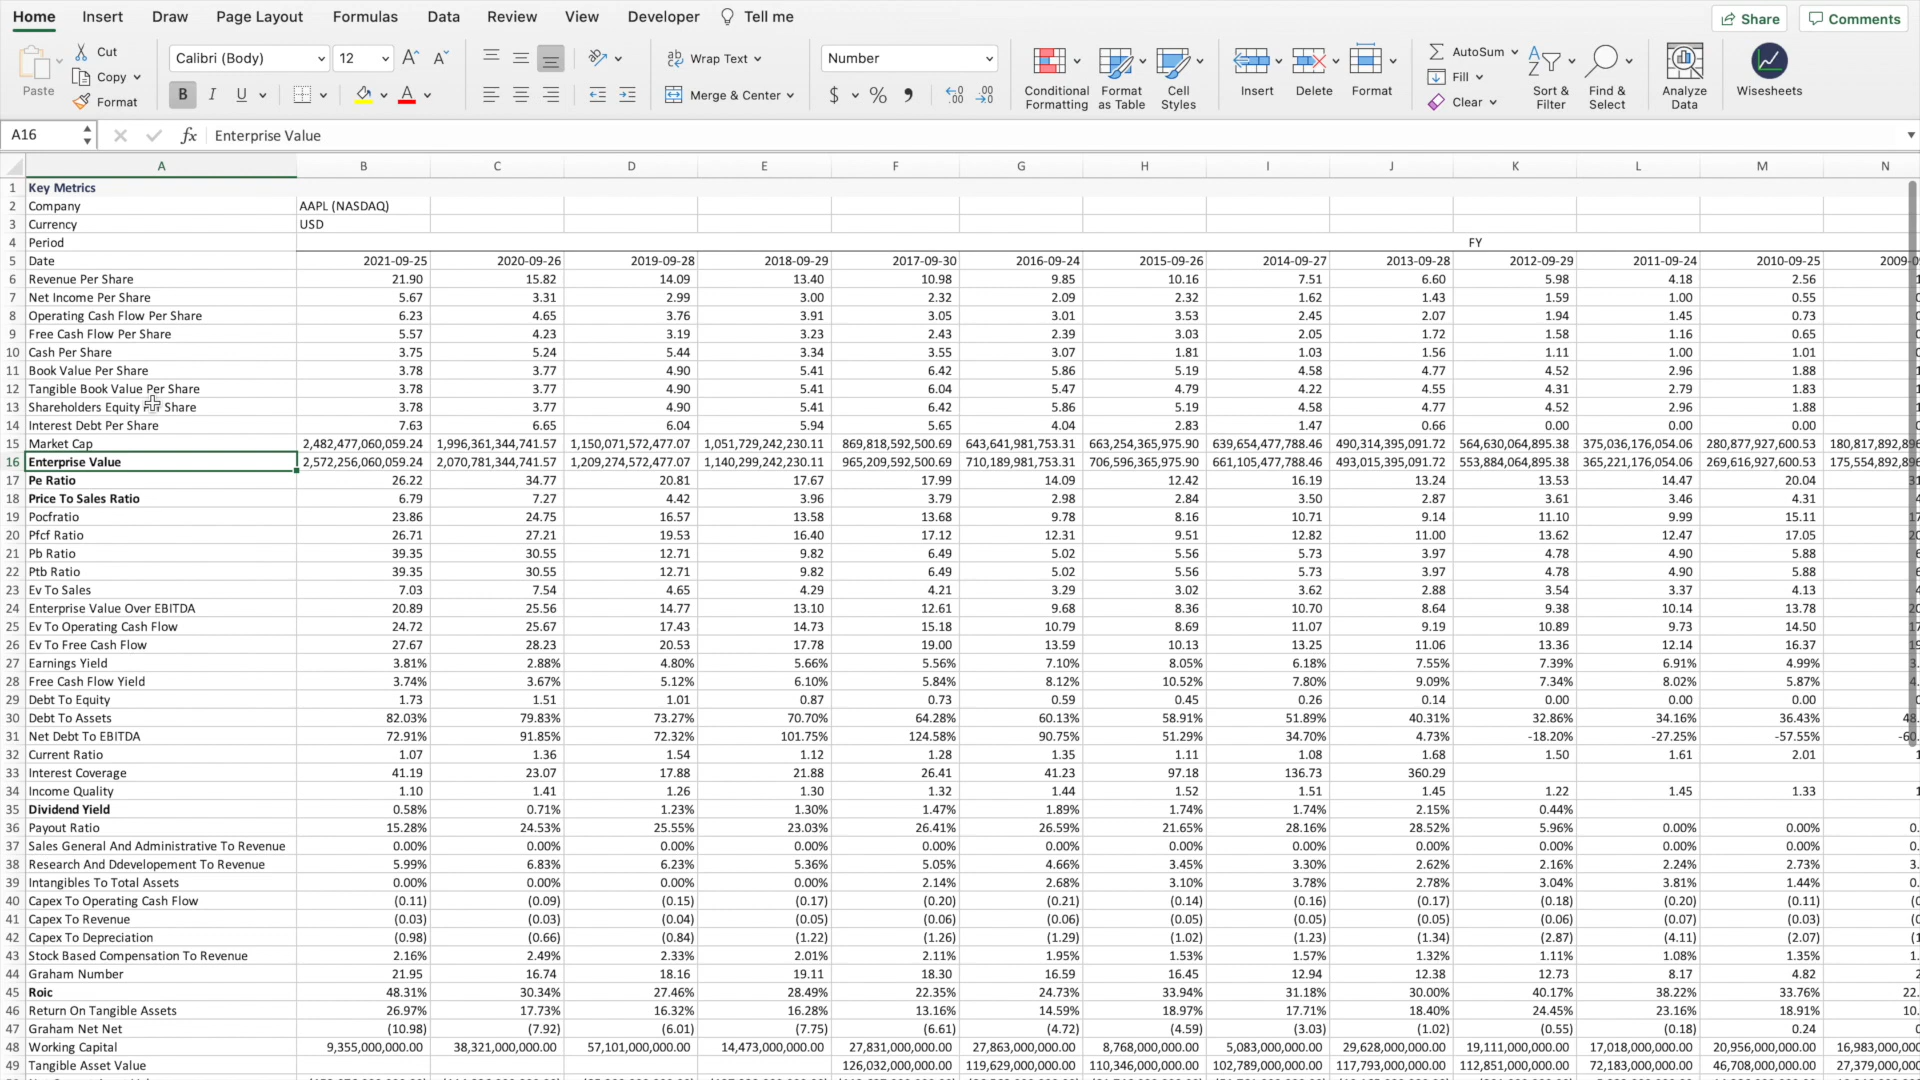 Home Insert Draw Page Layout Formulas Data Review View Developer Tell me Share Comments
Paste Cut Copy Format
Calibri (Body) 12
B I U
Wrap Text
Merge & Center
Number
$ %
Conditional Formatting
Format as Table
Cell Styles
Insert Delete Format
AutoSum
Fill
Clear
Sort & Filter
Find & Select
Analyze Data
Wisesheets
A16 fx Enterprise Value
A B C D E F G H I J K L M N
1 Key Metrics
2 Company AAPL (NASDAQ)
3 Currency USD
4 Period FY
5 Date 2021-09-25 2020-09-26 2019-09-28 2018-09-29 2017-09-30 2016-09-24 2015-09-26 2014-09-27 2013-09-28 2012-09-29 2011-09-24 2010-09-25
6 Revenue Per Share 21.90 15.82 14.09 13.40 10.98 9.85 10.16 7.51 6.60 5.98 4.18 2.56
7 Net Income Per Share 5.67 3.31 2.99 3.00 2.32 2.09 2.32 1.62 1.43 1.59 1.00 0.55
8 Operating Cash Flow Per Share 6.23 4.65 3.76 3.91 3.05 3.01 3.53 2.45 2.07 1.94 1.45 0.73
9 Free Cash Flow Per Share 5.57 4.23 3.19 3.23 2.43 2.39 3.03 2.05 1.72 1.58 1.16 0.65
10 Cash Per Share 3.75 5.24 5.44 3.34 3.55 3.07 1.81 1.03 1.56 1.11 1.00 1.01
11 Book Value Per Share 3.78 3.77 4.90 5.41 6.42 5.86 5.19 4.58 4.77 4.52 2.96 1.88
12 Tangible Book Value Per Share 3.78 3.77 4.90 5.41 6.04 5.47 4.79 4.22 4.55 4.31 2.79 1.83
13 Shareholders Equity Per Share 3.78 3.77 4.90 5.41 6.42 5.86 5.19 4.58 4.77 4.52 2.96 1.88
14 Interest Debt Per Share 7.63 6.65 6.04 5.94 5.65 4.04 2.83 1.47 0.66 0.00 0.00 0.00
15 Market Cap 2,482,477,060,059.24 1,996,361,344,741.57 1,150,071,572,477.07 1,051,729,242,230.11 869,818,592,500.69 643,641,981,753.31 663,254,365,975.90 639,654,477,788.46 490,314,395,091.72 564,630,064,895.38 375,036,176,054.06 280,877,927,600.53
16 Enterprise Value 2,572,256,060,059.24 2,070,781,344,741.57 1,209,274,572,477.07 1,140,299,242,230.11 965,209,592,500.69 710,189,981,753.31 706,596,365,975.90 661,105,477,788.46 493,015,395,091.72 553,884,064,895.38 365,221,176,054.06 269,616,927,600.53
17 Pe Ratio 26.22 34.77 20.81 17.67 17.99 14.09 12.42 16.19 13.24 13.53 14.47 20.04
18 Price To Sales Ratio 6.79 7.27 4.42 3.96 3.79 2.98 2.84 3.50 2.87 3.61 3.46 4.31
19 Pocfratio 23.86 24.75 16.57 13.58 13.68 9.78 8.16 10.71 9.14 11.10 9.99 15.11
20 Pfcf Ratio 26.71 27.21 19.53 16.40 17.12 12.31 9.51 12.82 11.00 13.62 12.47 17.05
21 Pb Ratio 39.35 30.55 12.71 9.82 6.49 5.02 5.56 5.73 3.97 4.78 4.90 5.88
22 Ptb Ratio 39.35 30.55 12.71 9.82 6.49 5.02 5.56 5.73 3.97 4.78 4.90 5.88
23 Ev To Sales 7.03 7.54 4.65 4.29 4.21 3.29 3.02 3.62 2.88 3.54 3.37 4.13
24 Enterprise Value Over EBITDA 20.89 25.56 14.77 13.10 12.61 9.68 8.36 10.70 8.64 9.38 10.14 13.78
25 Ev To Operating Cash Flow 24.72 25.67 17.43 14.73 15.18 10.79 8.69 11.07 9.19 10.89 9.73 14.50
26 Ev To Free Cash Flow 27.67 28.23 20.53 17.78 19.00 13.59 10.13 13.25 11.06 13.36 12.14 16.37
27 Earnings Yield 3.81% 2.88% 4.80% 5.66% 5.56% 7.10% 8.05% 6.18% 7.55% 7.39% 6.91% 4.99%
28 Free Cash Flow Yield 3.74% 3.67% 5.12% 6.10% 5.84% 8.12% 10.52% 7.80% 9.09% 7.34% 8.02% 5.87%
29 Debt To Equity 1.73 1.51 1.01 0.87 0.73 0.59 0.45 0.26 0.14 0.00 0.00 0.00
30 Debt To Assets 82.03% 79.83% 73.27% 70.70% 64.28% 60.13% 58.91% 51.89% 40.31% 32.86% 34.16% 36.43%
31 Net Debt To EBITDA 72.91% 91.85% 72.32% 101.75% 124.58% 90.75% 51.29% 34.70% 4.73% -18.20% -27.25% -57.55%
32 Current Ratio 1.07 1.36 1.54 1.12 1.28 1.35 1.11 1.08 1.68 1.50 1.61 2.01
33 Interest Coverage 41.19 23.07 17.88 21.88 26.41 41.23 97.18 136.73 360.29
34 Income Quality 1.10 1.41 1.26 1.30 1.32 1.44 1.52 1.51 1.45 1.22 1.45 1.33
35 Dividend Yield 0.58% 0.71% 1.23% 1.30% 1.47% 1.89% 1.74% 1.74% 2.15% 0.44%
36 Payout Ratio 15.28% 24.53% 25.55% 23.03% 26.41% 26.59% 21.65% 28.16% 28.52% 5.96% 0.00% 0.00%
37 Sales General And Administrative To Revenue 0.00% 0.00% 0.00% 0.00% 0.00% 0.00% 0.00% 0.00% 0.00% 0.00% 0.00% 0.00%
38 Research And Ddevelopement To Revenue 5.99% 6.83% 6.23% 5.36% 5.05% 4.66% 3.45% 3.30% 2.62% 2.16% 2.24% 2.73%
39 Intangibles To Total Assets 0.00% 0.00% 0.00% 0.00% 2.14% 2.68% 3.10% 3.78% 2.78% 3.04% 3.81% 1.44%
40 Capex To Operating Cash Flow (0.11) (0.09) (0.15) (0.17) (0.20) (0.21) (0.14) (0.16) (0.17) (0.18) (0.20) (0.11)
41 Capex To Revenue (0.03) (0.03) (0.04) (0.05) (0.06) (0.06) (0.05) (0.05) (0.05) (0.06) (0.07) (0.03)
42 Capex To Depreciation (0.98) (0.66) (0.84) (1.22) (1.26) (1.29) (1.02) (1.23) (1.34) (2.87) (4.11) (2.07)
43 Stock Based Compensation To Revenue 2.16% 2.49% 2.33% 2.01% 2.11% 1.95% 1.53% 1.57% 1.32% 1.11% 1.08% 1.35%
44 Graham Number 21.95 16.74 18.16 19.11 18.30 16.59 16.45 12.94 12.38 12.73 8.17 4.82
45 Roic 48.31% 30.34% 27.46% 28.49% 22.35% 24.73% 33.94% 31.18% 30.00% 40.17% 38.22% 33.76%
46 Return On Tangible Assets 26.97% 17.73% 16.32% 16.28% 13.16% 14.59% 18.97% 17.71% 18.40% 24.45% 23.16% 18.91%
47 Graham Net Net (10.98) (7.92) (6.01) (7.75) (6.61) (4.72) (4.59) (3.03) (1.02) (0.55) (0.18) 0.24
48 Working Capital 9,355,000,000.00 38,321,000,000.00 57,101,000,000.00 14,473,000,000.00 27,831,000,000.00 27,863,000,000.00 8,768,000,000.00 5,083,000,000.00 29,628,000,000.00 19,111,000,000.00 17,018,000,000.00 20,956,000,000.00 16,983,000,000
49 Tangible Asset Value 126,032,000,000.00 119,629,000,000.00 110,346,000,000.00 102,789,000,000.00 117,793,000,000.00 112,851,000,000.00 72,183,000,000.00 46,708,000,000.00 27,379,000,000